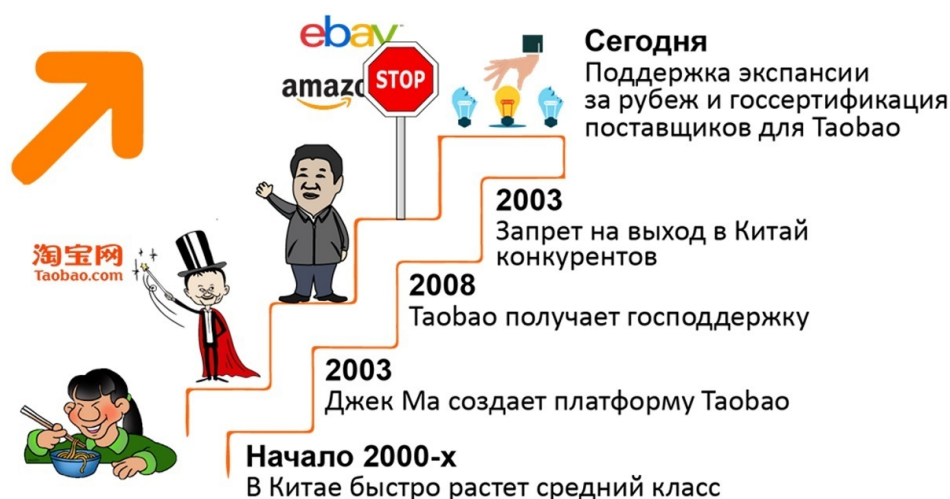 ebay
amazo
STOP
Сегодня
Поддержка экспансии
за рубеж и госсертификация
поставщиков для Taobao
2003
Запрет на выход в Китай
конкурентов
淘宝网
Taobao.com
2008
Taobao получает господдержку
2003
Джек Ма создает платформу Taobao
Начало 2000-х
В Китае быстро растет средний класс